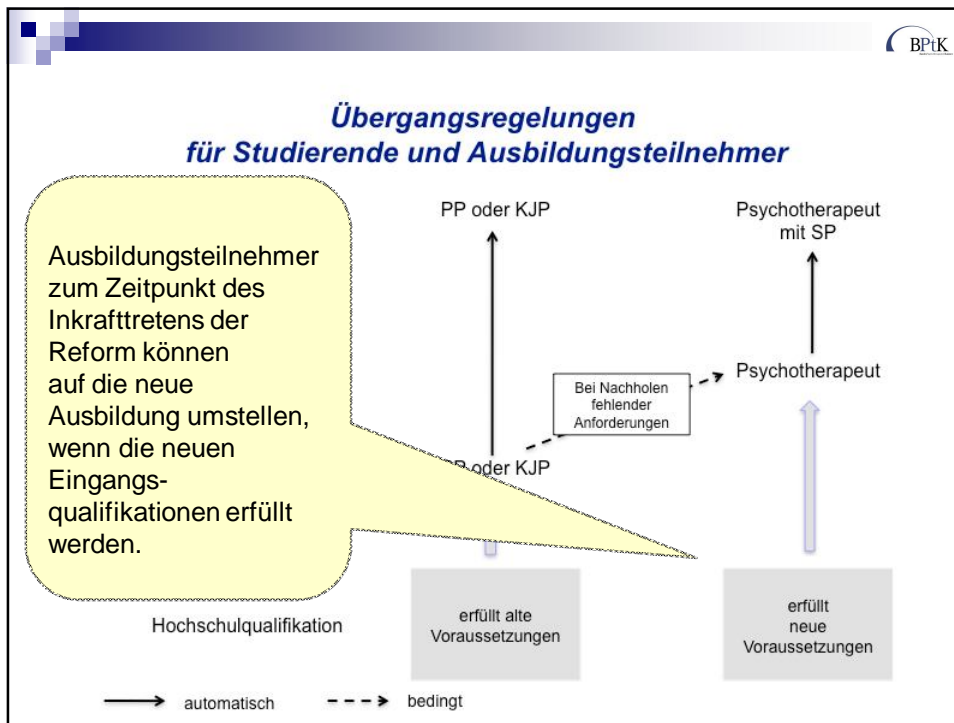 BPtK
Übergangsregelungen
für Studierende und Ausbildungsteilnehmer
Ausbildungsteilnehmer
zum Zeitpunkt des
Inkrafttretens der
Reform können
auf die neue
Ausbildung umstellen,
wenn die neuen
Eingangs-
qualifikationen erfüllt
werden.
PP oder KJP
Psychotherapeut
mit SP
Psychotherapeut
Bei Nachholen
fehlender
Anforderungen
oder KJP
Hochschulqualifikation
erfüllt alte
Voraussetzungen
erfüllt
neue
Voraussetzungen
automatisch
bedingt